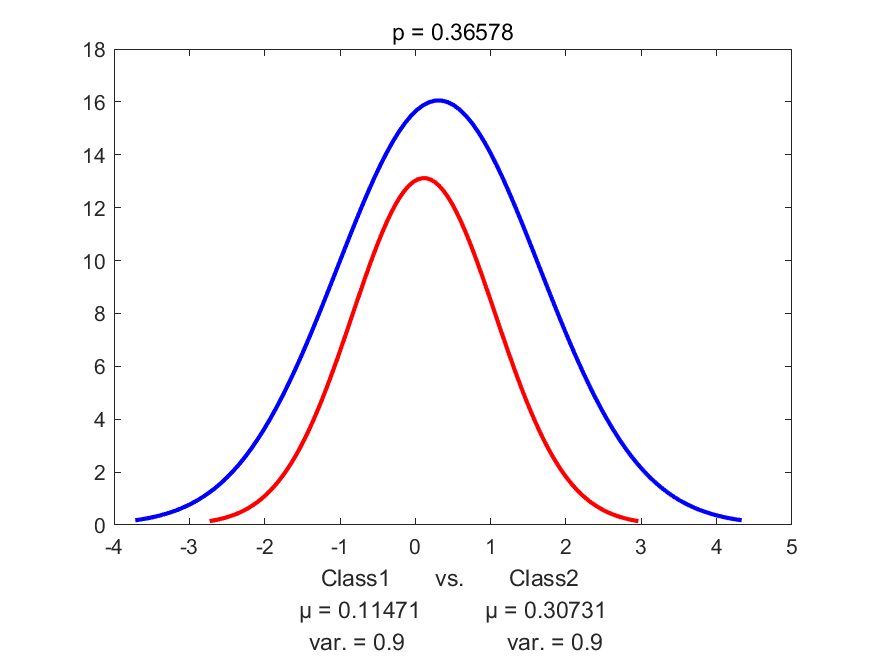 p = 0.36578
18
16
14
12
10
8
6
4
2
0
-4 -3 -2 -1 0 1 2 3 4 5
Class1 vs. Class2
μ = 0.11471 μ = 0.30731
var. = 0.9 var. = 0.9